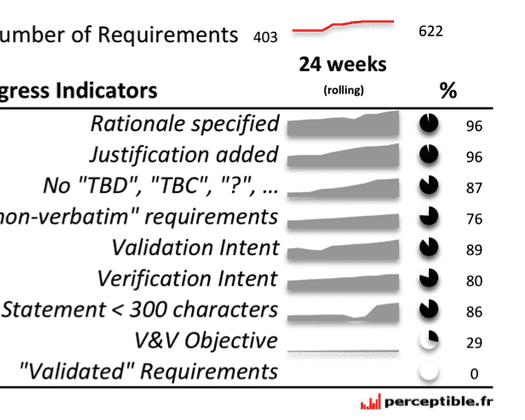 umber of Requirements 403 622
24 weeks
gress Indicators (rolling) %
Rationale specified 96
Justification added 96
No "TBD", "TBC", "?", ... 87
non-verbatim" requirements 76
Validation Intent 89
Verification Intent 80
Statement < 300 characters 86
V&V Objective 29
"Validated" Requirements 0
perceptible.fr